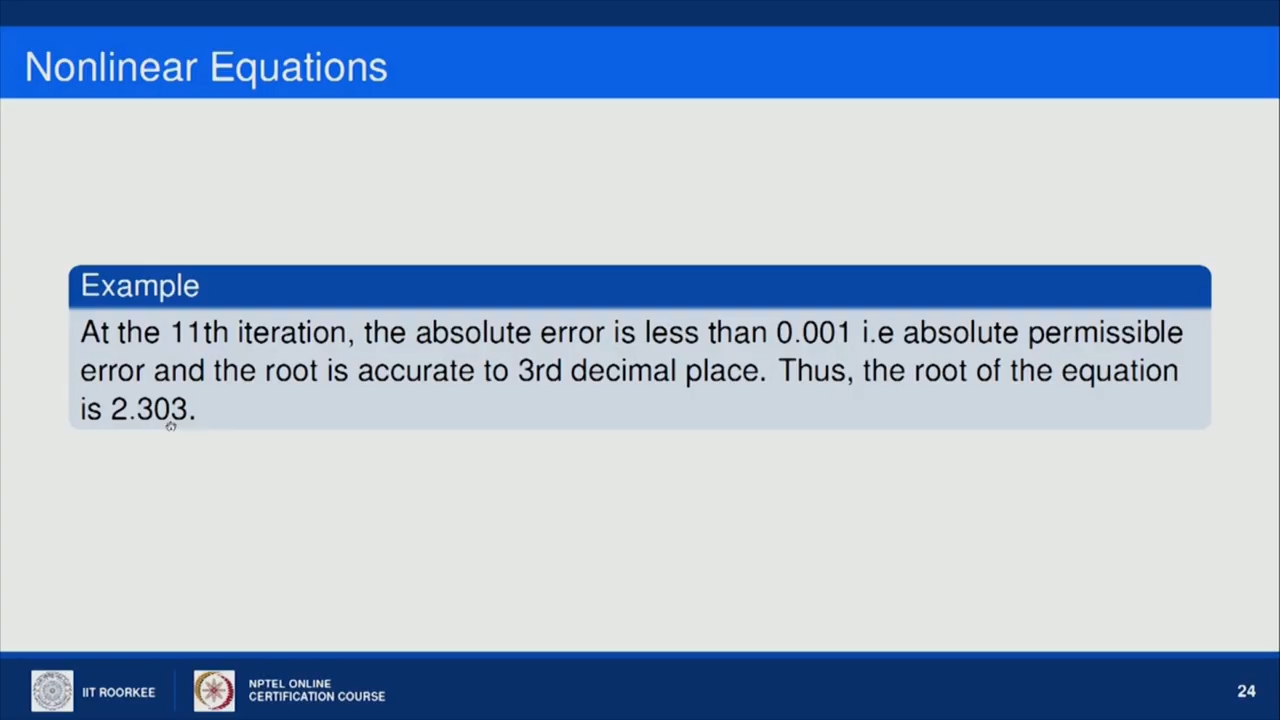 Nonlinear Equations
Example
At the 11th iteration, the absolute error is less than 0.001 i.e absolute permissible
error and the root is accurate to 3rd decimal place. Thus, the root of the equation
is 2.303.
IIT ROORKEE
NPTEL ONLINE
CERTIFICATION COURSE
24